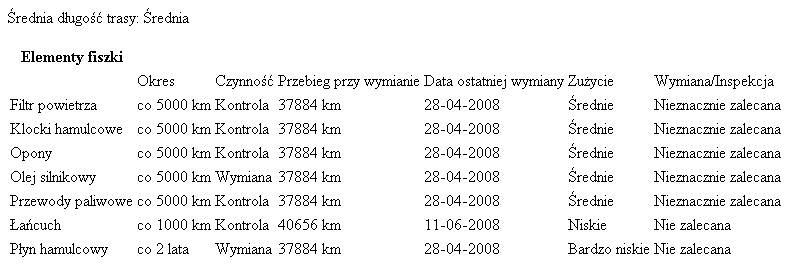 Średnia długość trasy: Średnia
Elementy fiszki
Okres Czynność Przebieg przy wymianie Data ostatniej wymiany Zużycie Wymiana/Inspekcja
Filtr powietrza co 5000 km Kontrola 37884 km 28-04-2008 Średnie Nieznacznie zalecana
Klocki hamulcowe co 5000 km Kontrola 37884 km 28-04-2008 Średnie Nieznacznie zalecana
Opony co 5000 km Kontrola 37884 km 28-04-2008 Średnie Nieznacznie zalecana
Olej silnikowy co 5000 km Wymiana 37884 km 28-04-2008 Średnie Nieznacznie zalecana
Przewody paliwowe co 5000 km Kontrola 37884 km 28-04-2008 Średnie Nieznacznie zalecana
Łańcuch co 1000 km Kontrola 40656 km 11-06-2008 Niskie Nie zalecana
Płyn hamulcowy co 2 lata Wymiana 37884 km 28-04-2008 Bardzo niskie Nie zalecana